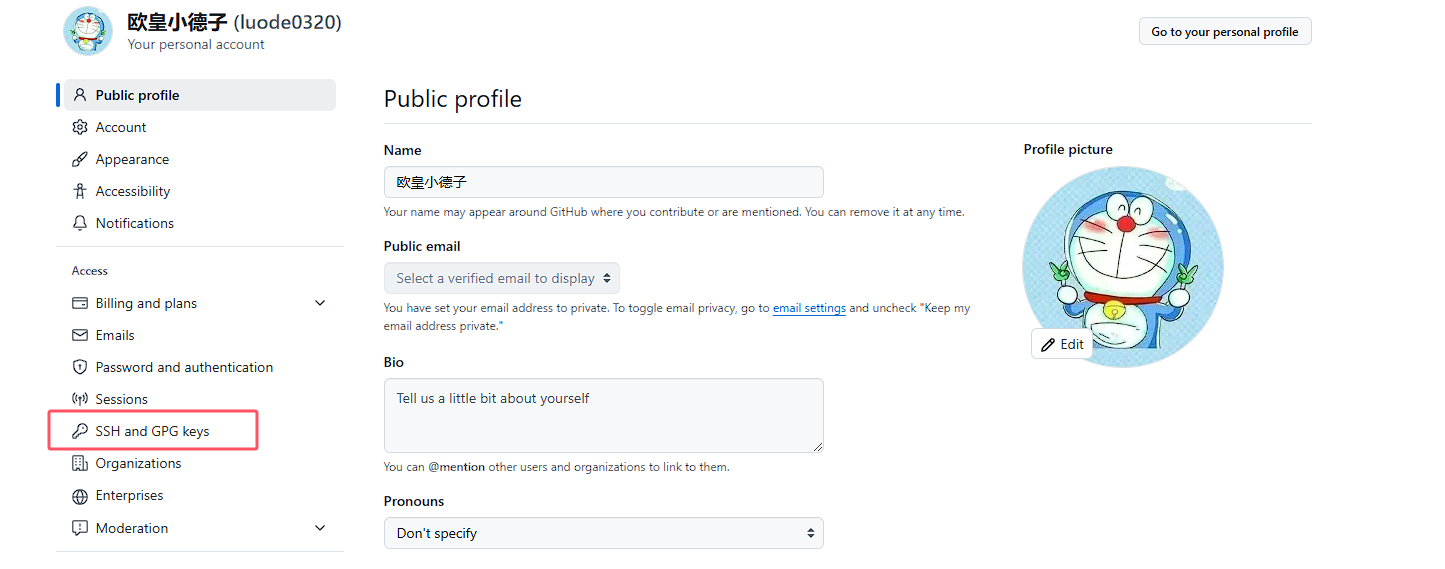 欧皇小德子 (luode0320)
Your personal account
Go to your personal profile
Public profile
Account
Appearance
Accessibility
Notifications
Access
Billing and plans
Emails
Password and authentication
Sessions
SSH and GPG keys
Organizations
Enterprises
Moderation
Public profile
Name
欧皇小德子
Your name may appear around GitHub where you contribute or are mentioned. You can remove it at any time.
Public email
Select a verified email to display
You have set your email address to private. To toggle email privacy, go to email settings and uncheck "Keep my
email address private."
Bio
Tell us a little bit about yourself
You can @mention other users and organizations to link to them.
Pronouns
Don't specify
Profile picture
Edit